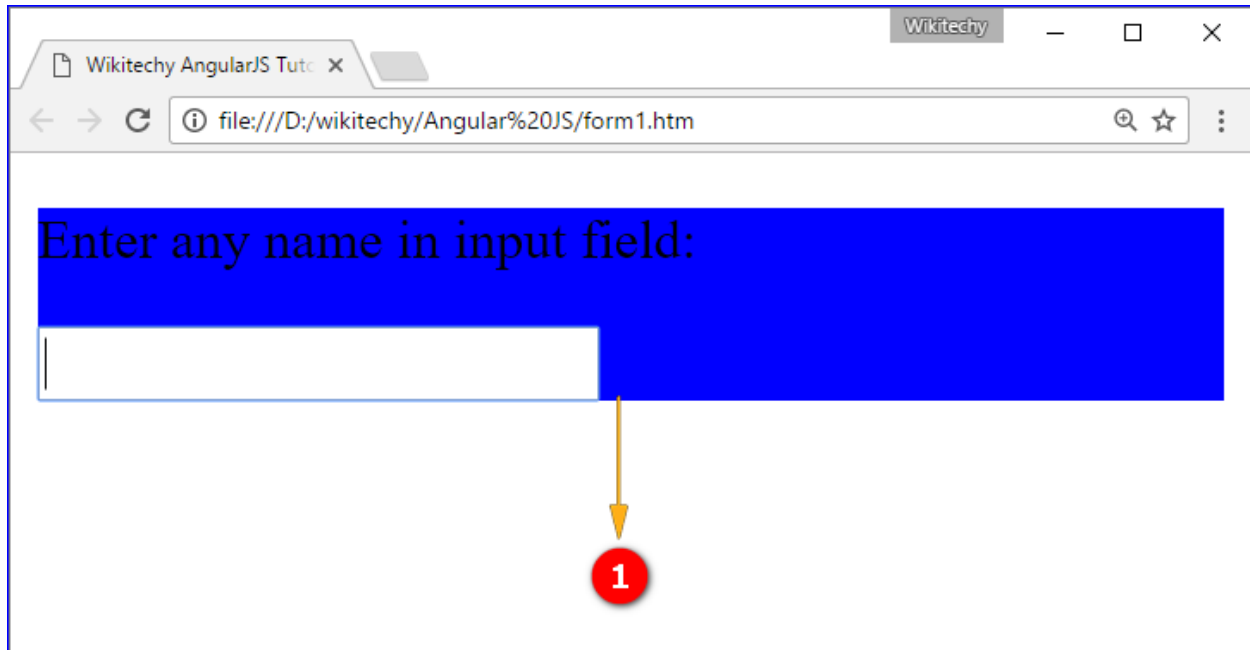 Wikitechy
Wikitechy AngularJS Tuto
file:///D:/wikitechy/Angular%20JS/form1.htm
Enter any name in input field:
1